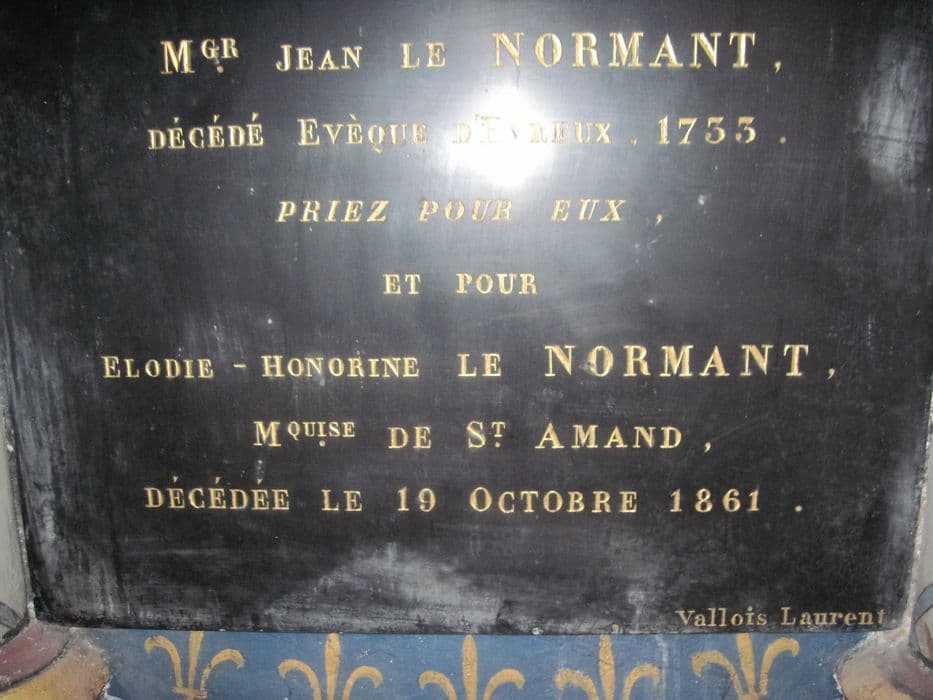 Mgr Jean Le NORMANT,
décédé Evèque d'Evreux, 1733.
PRIEZ POUR EUX,
ET POUR
Elodie - Honorine LE NORMANT,
Mquise DE St AMAND,
DÉCÉDÉE LE 19 OCTOBRE 1861.
Vallois Laurent